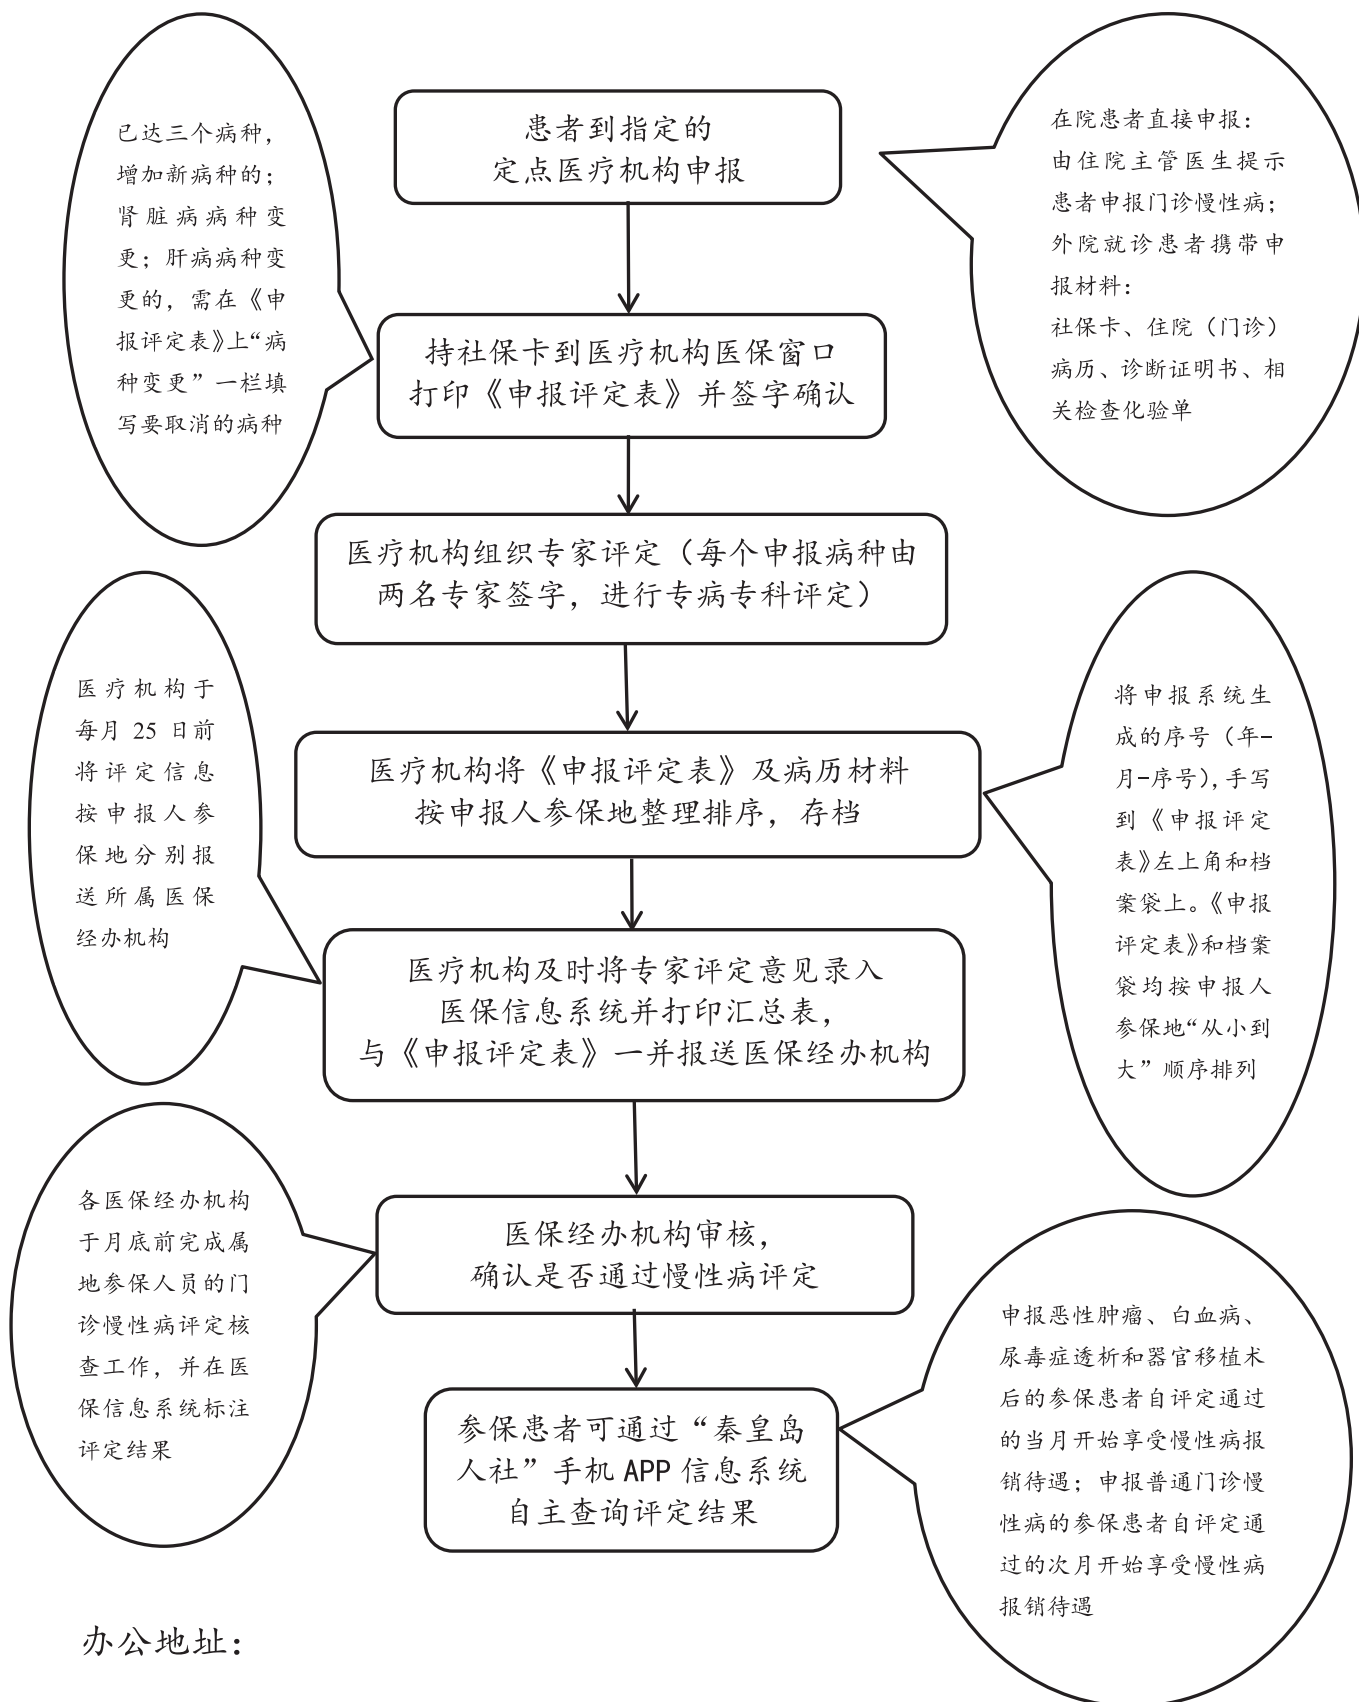 患者到指定的
定点医疗机构申报
在院患者直接申报：
由住院主管医生提示
患者申报门诊慢性病；
外院就诊患者携带申
报材料：
社保卡、住院（门诊）
病历、诊断证明书、相
关检查化验单
已达三个病种，
增加新病种的；
肾脏病病种变
更；肝病病种变
更的，需在《申
报评定表》上“病
种变更”一栏填
写要取消的病种
持社保卡到医疗机构医保窗口
打印《申报评定表》并签字确认
医疗机构组织专家评定（每个申报病种由
两名专家签字，进行专病专科评定）
医疗机构将《申报评定表》及病历材料
按申报人参保地整理排序，存档
将申报系统生
成的序号（年-
月-序号），手写
到《申报评定
表》左上角和档
案袋上。《申报
评定表》和档案
袋均按申报人
参保地“从小到
大”顺序排列
医疗机构于
每月 25 日前
将评定信息
按申报人参
保地分别报
送所属医保
经办机构
医疗机构及时将专家评定意见录入
医保信息系统并打印汇总表，
与《申报评定表》一并报送医保经办机构
各医保经办机构
于月底前完成属
地参保人员的门
诊慢性病评定核
查工作，并在医
保信息系统标注
评定结果
医保经办机构审核，
确认是否通过慢性病评定
参保患者可通过“秦皇岛
人社”手机 APP 信息系统
自主查询评定结果
申报恶性肿瘤、白血病、
尿毒症透析和器官移植术
后的参保患者自评定通过
的当月开始享受慢性病报
销待遇；申报普通门诊慢
性病的参保患者自评定通
过的次月开始享受慢性病
报销待遇
办公地址：